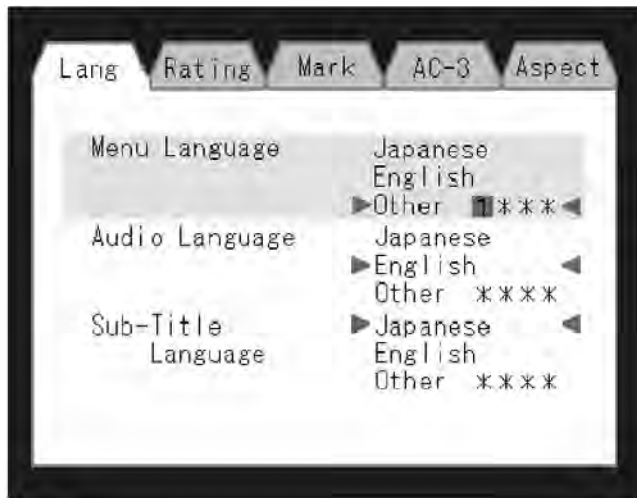 Lang Rating Mark AC-3 Aspect
Menu Language Japanese
English
▶Other 1***◀
Audio Language Japanese
▶English ◀
Other ****
Sub-Title ▶Japanese ◀
Language English
Other ****